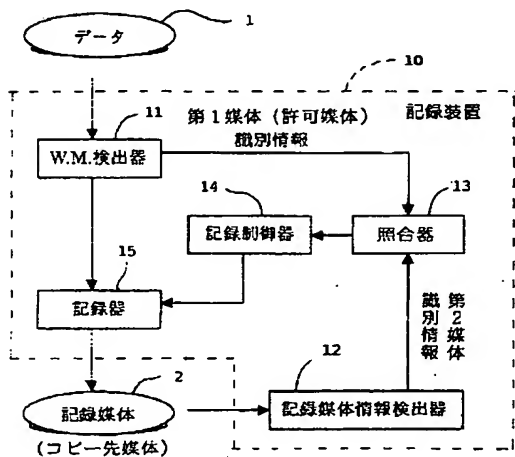 データ
1
10
記録装置
11
第1媒体（許可媒体）
識別情報
W.M.検出器
14
記録制御器
13
照合器
15
記録器
第2媒体
識別情報
12
記録媒体情報検出器
2
記録媒体
(コピー先媒体)